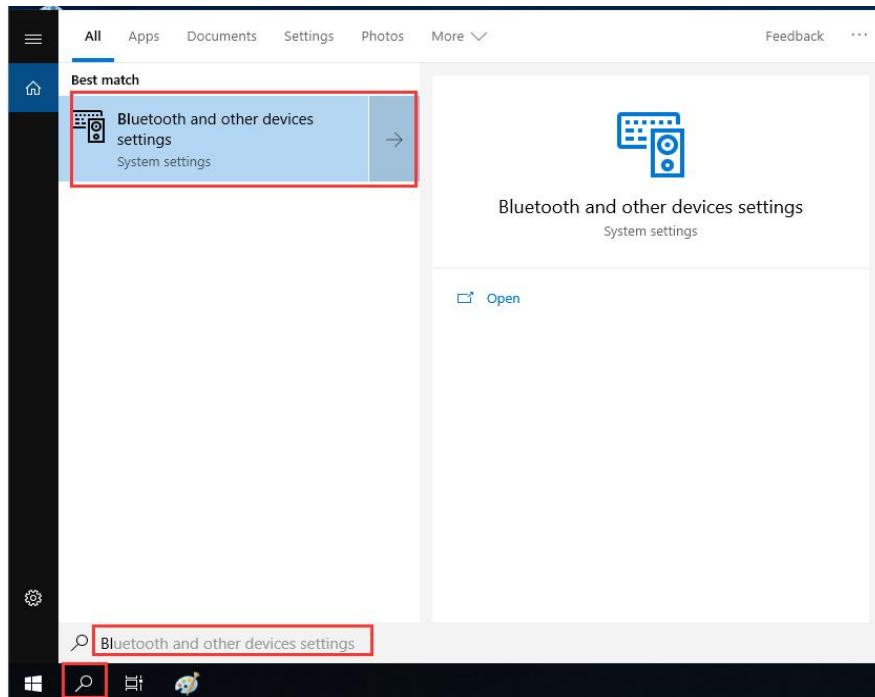 All Apps Documents Settings Photos More Feedback ...
Best match
Bluetooth and other devices
settings
System settings
Bluetooth and other devices settings
System settings
Open
Bluetooth and other devices settings